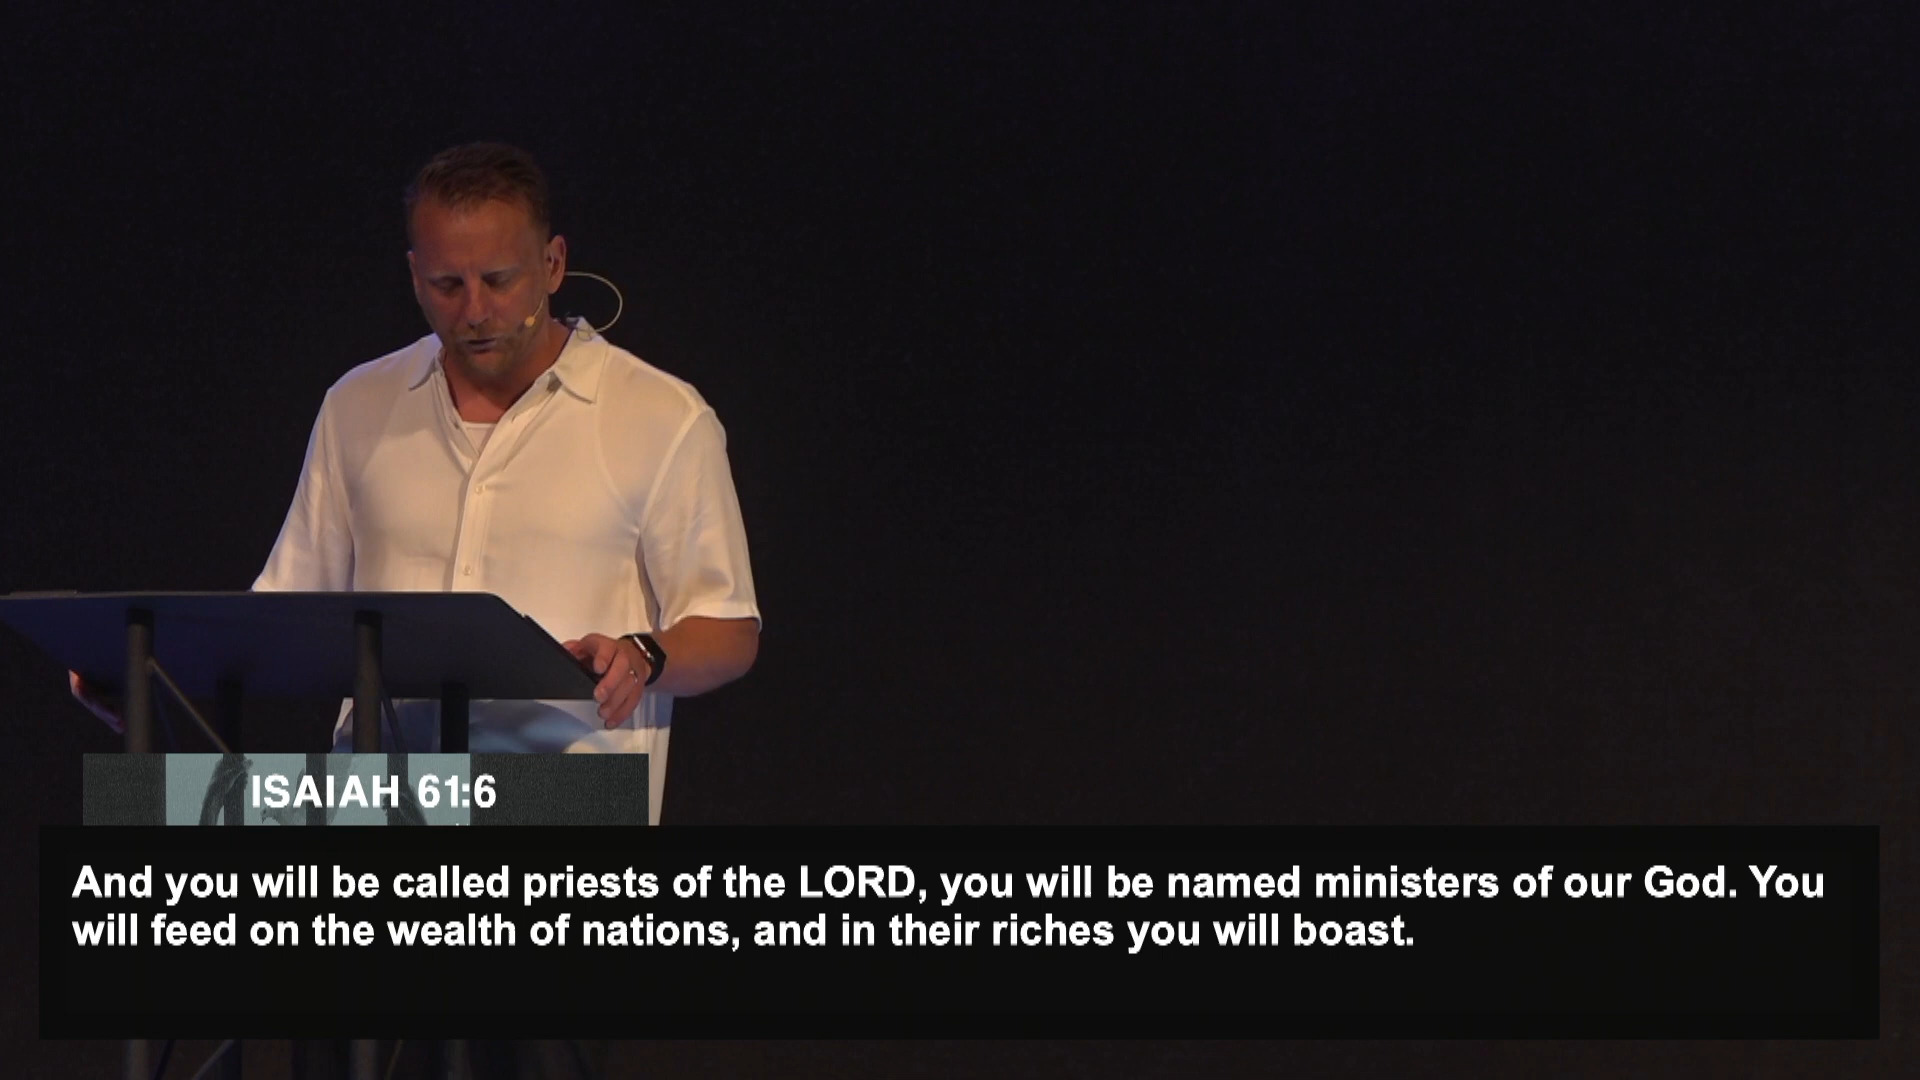 ISAIAH 61:6
And you will be called priests of the LORD, you will be named ministers of our God. You
will feed on the wealth of nations, and in their riches you will boast.